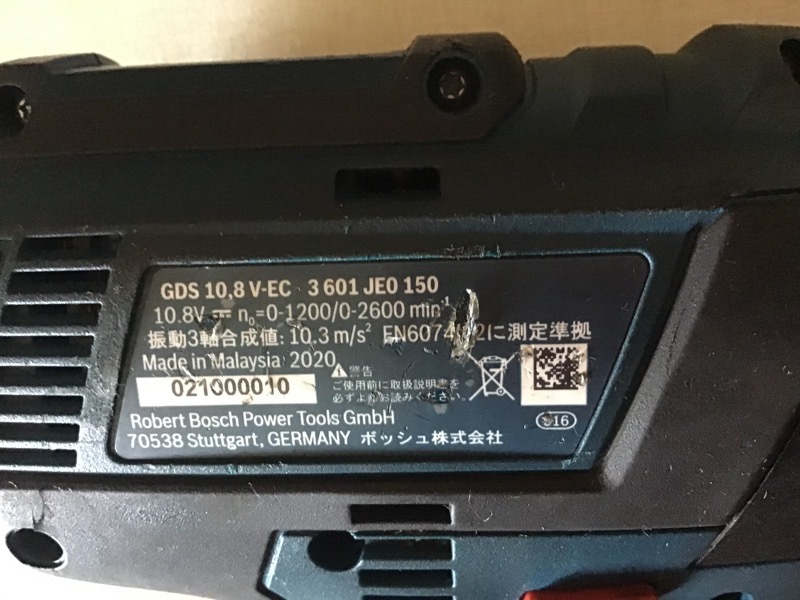 GDS 10,8 V-EC 3 601 JE0 150
10.8V ⎓ n₀=0-1200/0-2600 min⁻¹
振動3軸合成値: 10.3 m/s² に測定準拠
Made in Malaysia 2020
警告
021000010
ご使用前に取扱説明書を
必ずよくお読みください。
Robert Bosch Power Tools GmbH
70538 Stuttgart, GERMANY ボッシュ株式会社